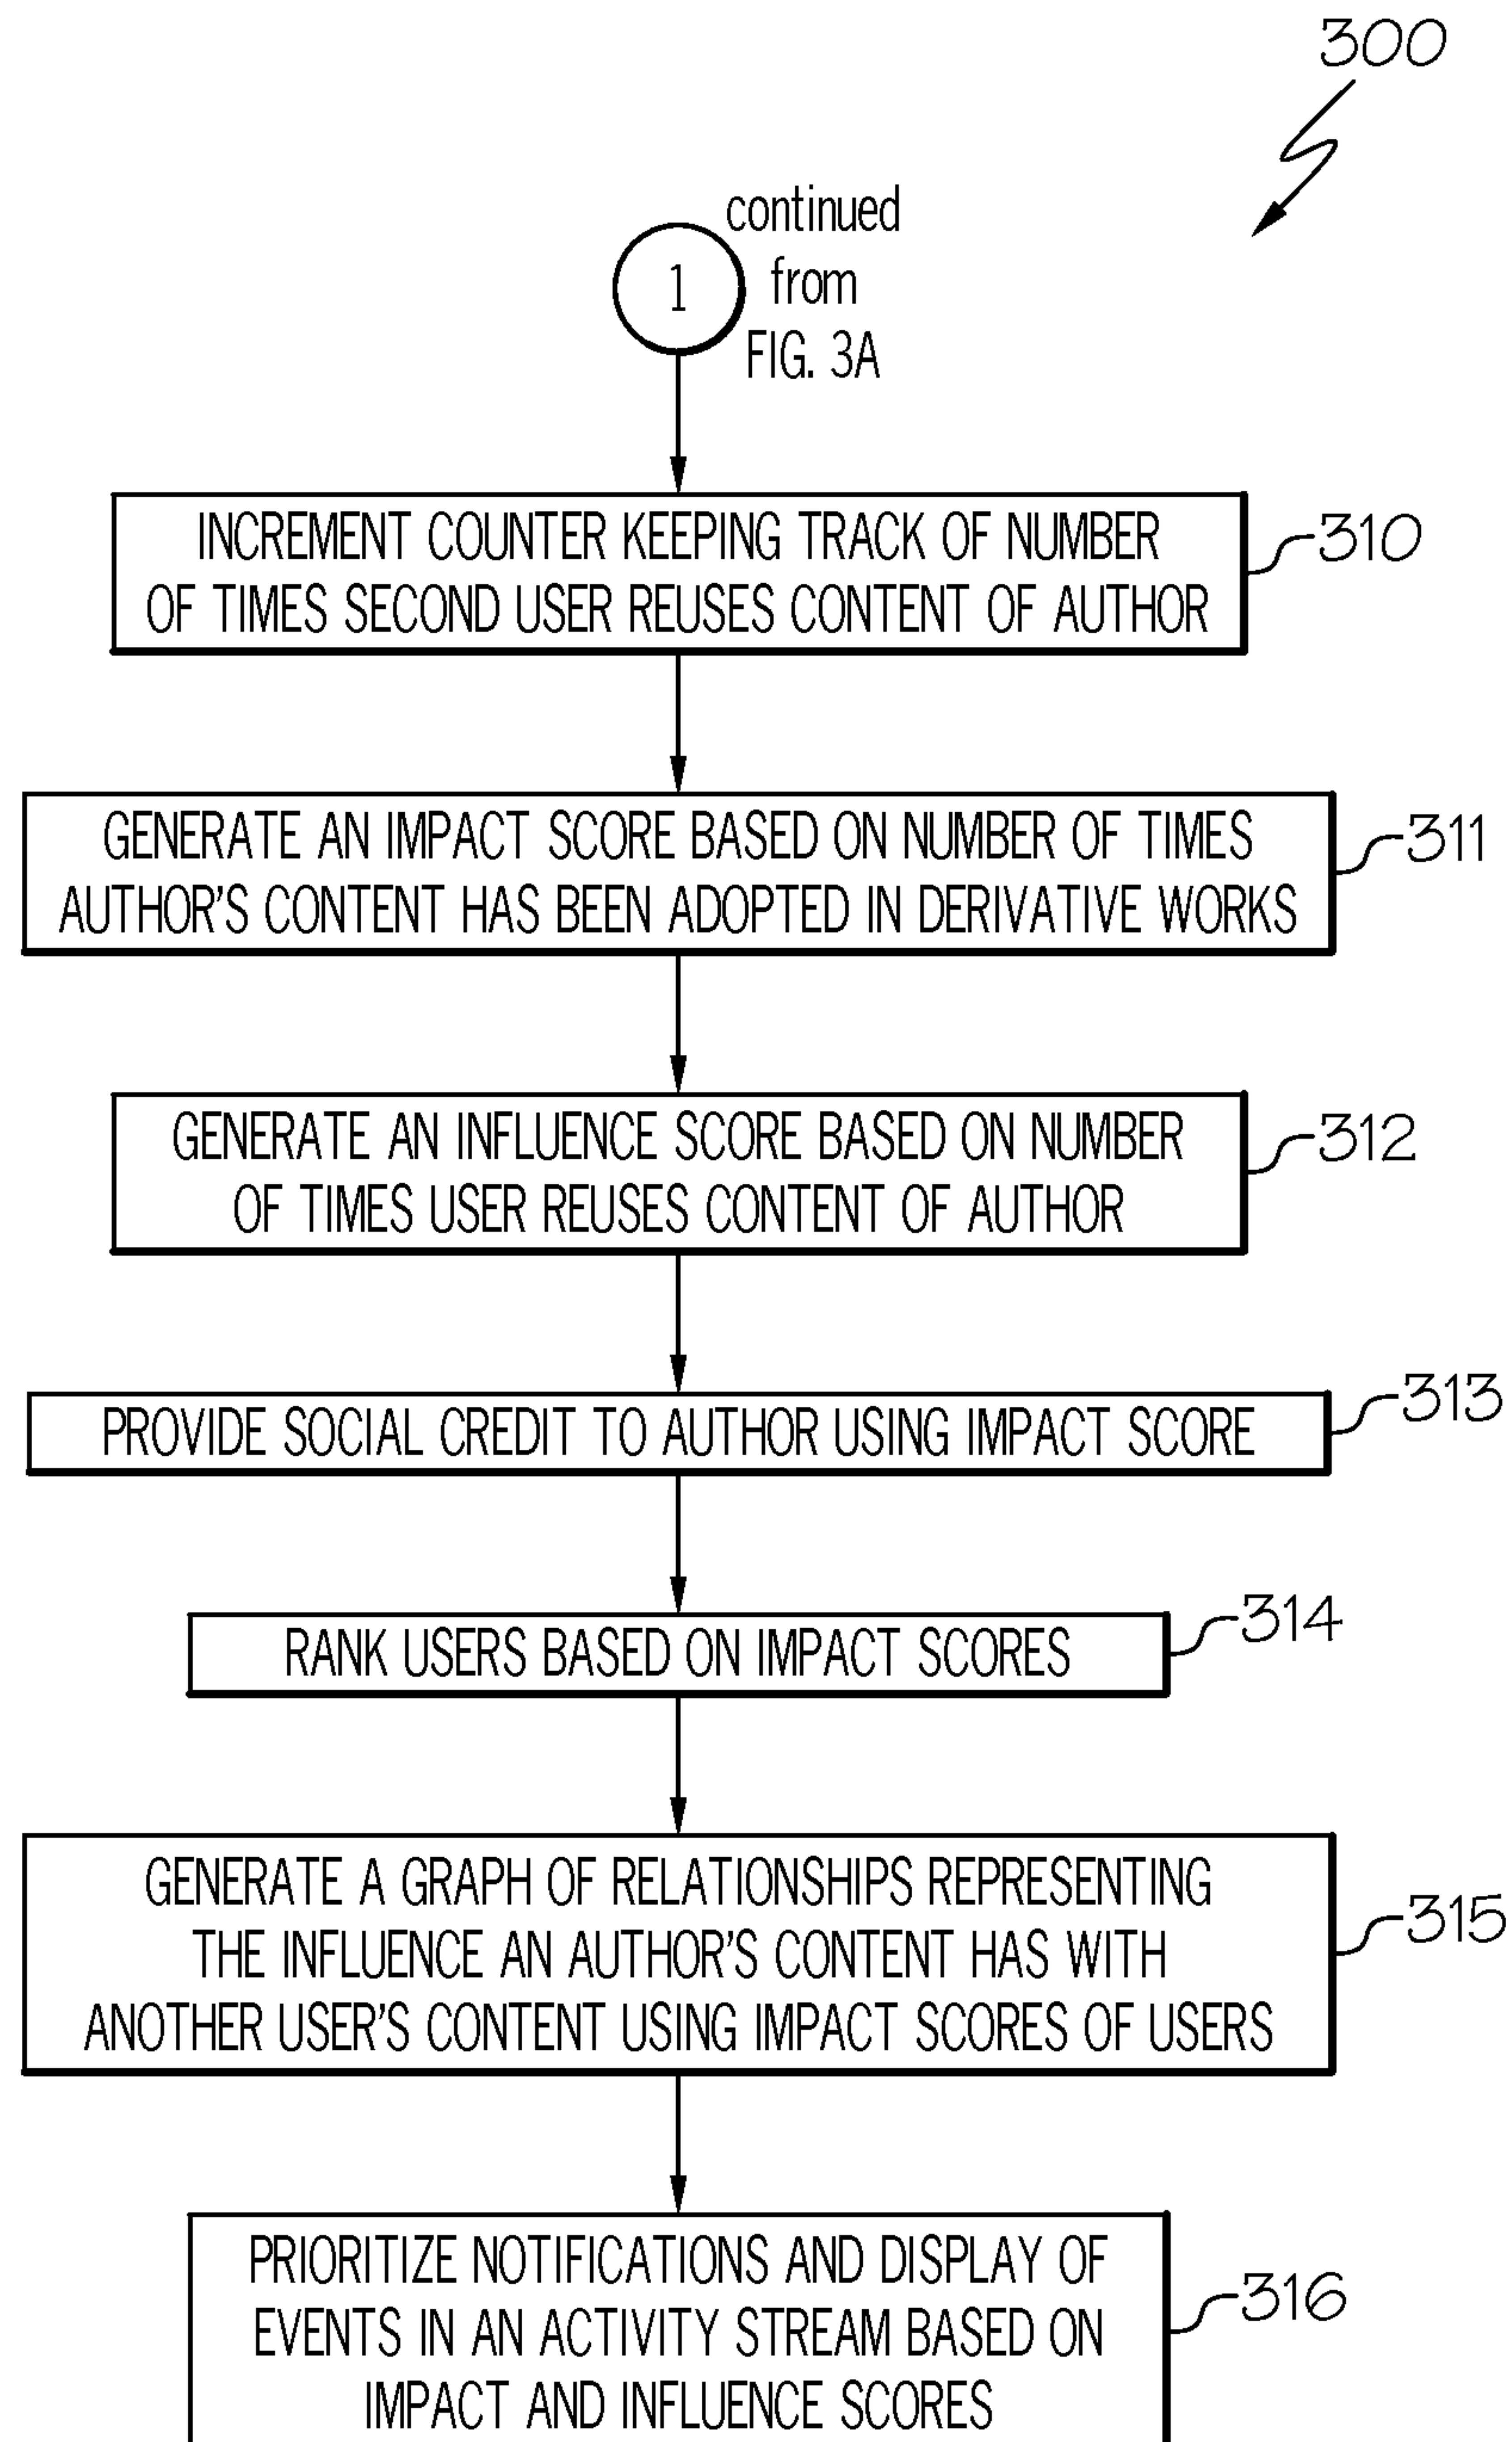 300
continued
from
FIG. 3A
1
INCREMENT COUNTER KEEPING TRACK OF NUMBER
OF TIMES SECOND USER REUSES CONTENT OF AUTHOR
310
GENERATE AN IMPACT SCORE BASED ON NUMBER OF TIMES
AUTHOR'S CONTENT HAS BEEN ADOPTED IN DERIVATIVE WORKS
311
GENERATE AN INFLUENCE SCORE BASED ON NUMBER
OF TIMES USER REUSES CONTENT OF AUTHOR
312
PROVIDE SOCIAL CREDIT TO AUTHOR USING IMPACT SCORE
313
RANK USERS BASED ON IMPACT SCORES
314
GENERATE A GRAPH OF RELATIONSHIPS REPRESENTING
THE INFLUENCE AN AUTHOR'S CONTENT HAS WITH
ANOTHER USER'S CONTENT USING IMPACT SCORES OF USERS
315
PRIORITIZE NOTIFICATIONS AND DISPLAY OF
EVENTS IN AN ACTIVITY STREAM BASED ON
IMPACT AND INFLUENCE SCORES
316